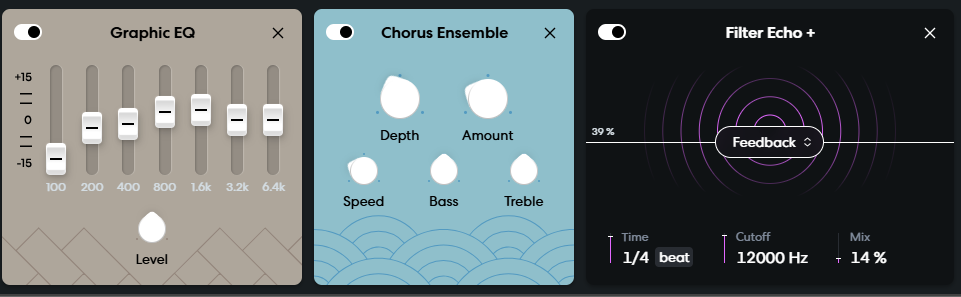 Graphic EQ
+15
0
-15
100 200 400 800 1.6k 3.2k 6.4k
Level
Chorus Ensemble
Depth Amount
Speed Bass Treble
Filter Echo +
39 %
Feedback
Time Cutoff Mix
1/4 beat 12000 Hz 14 %